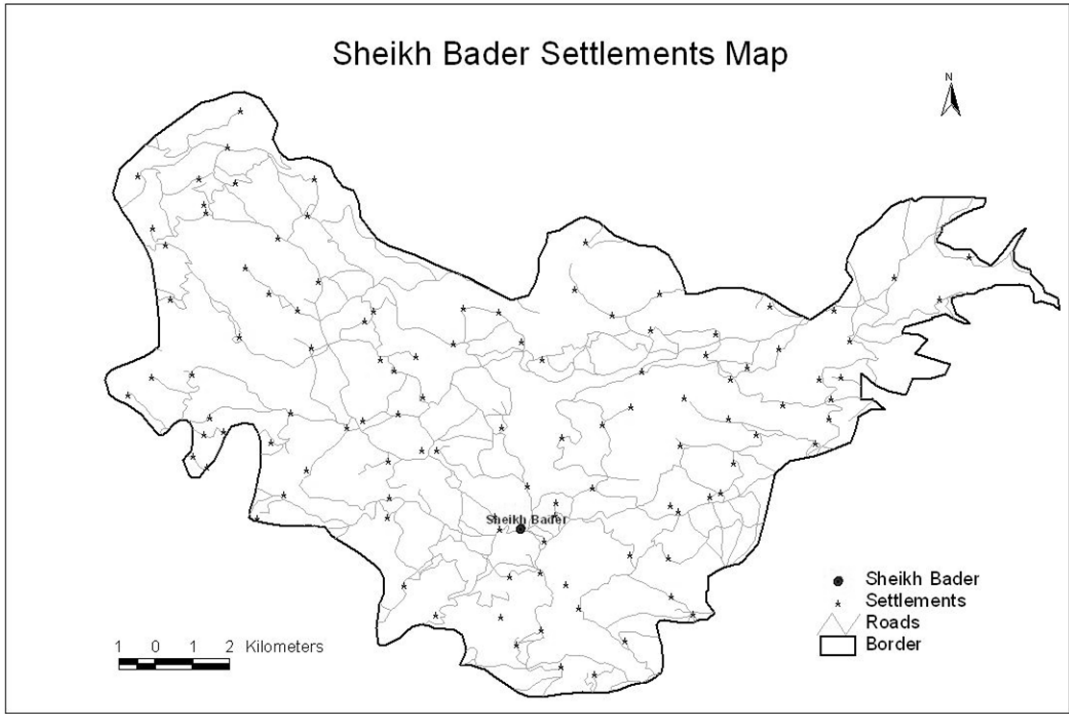 Sheikh Bader Settlements Map
N
Sheikh Bader
Sheikh Bader
Settlements
Roads
Border
1 0 1 2 Kilometers